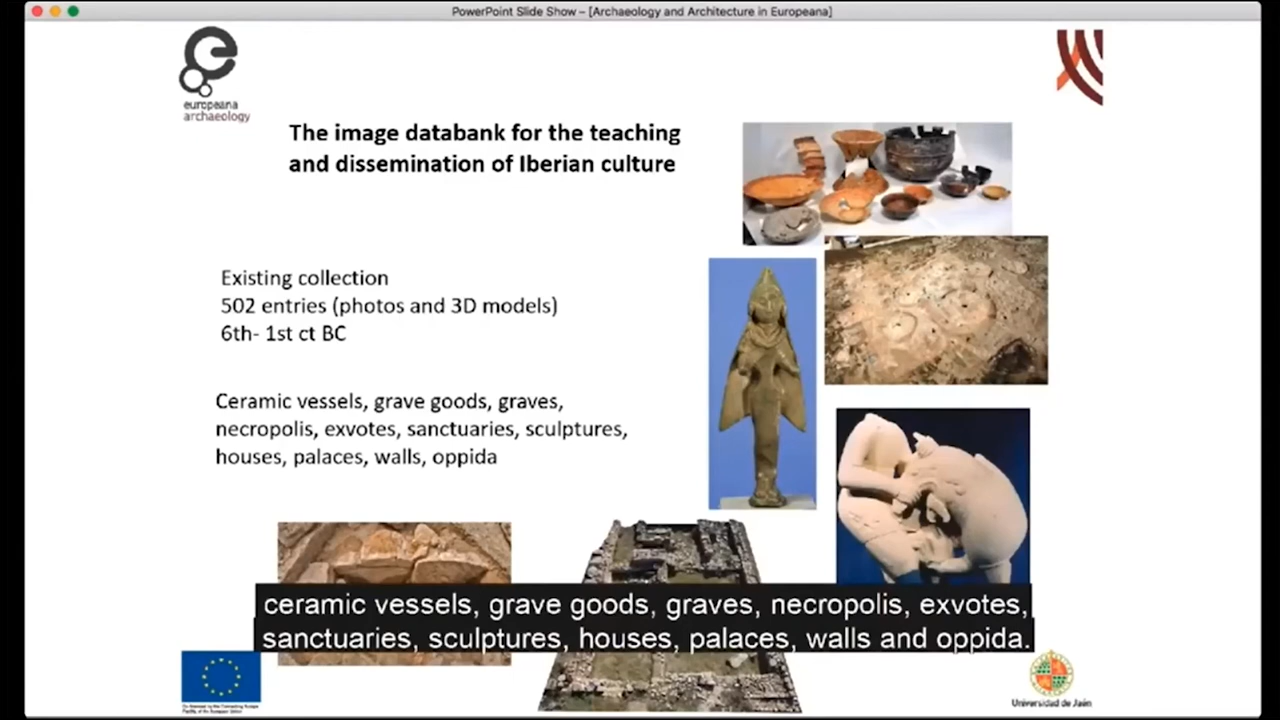 PowerPoint Slide Show – [Archaeology and Architecture in Europeana]
europeana
archaeology
The image databank for the teaching
and dissemination of Iberian culture
Existing collection
502 entries (photos and 3D models)
6th- 1st ct BC
Ceramic vessels, grave goods, graves,
necropolis, exvotes, sanctuaries, sculptures,
houses, palaces, walls, oppida
ceramic vessels, grave goods, graves, necropolis, exvotes,
sanctuaries, sculptures, houses, palaces, walls and oppida.
Universidad de Jaén